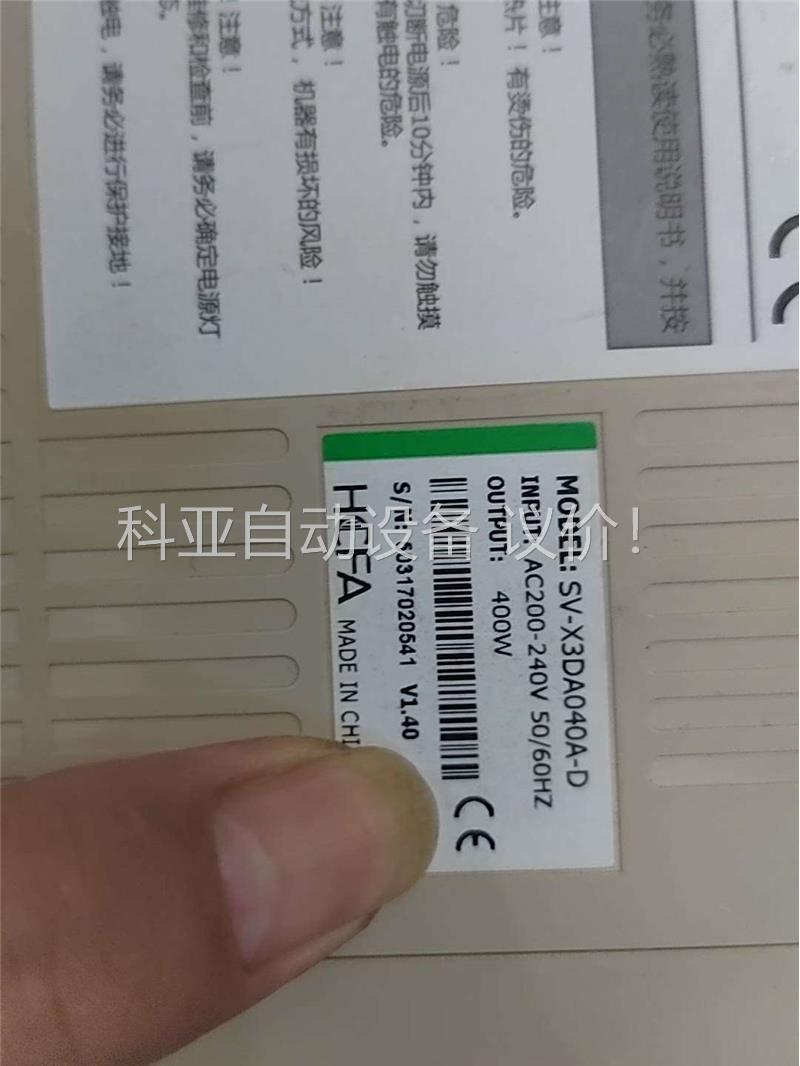 务必熟读使用说明书，并按
注意！
热片！有烫伤的危险。
危险！
切断电源后10分钟内，请勿触摸
有触电的危险。
注意！
方式，机器有损坏的风险！
注意！
维修和检查前，请务必确定电源灯
触电，请务必进行保护接地！
CE
MODEL: SV-X3DA040A-D
INPUT: AC200-240V 50/60HZ
OUTPUT: 400W
CE
S/N: S0317020541 V1.40
HCFA MADE IN CHI
科亚自动设备 议价！